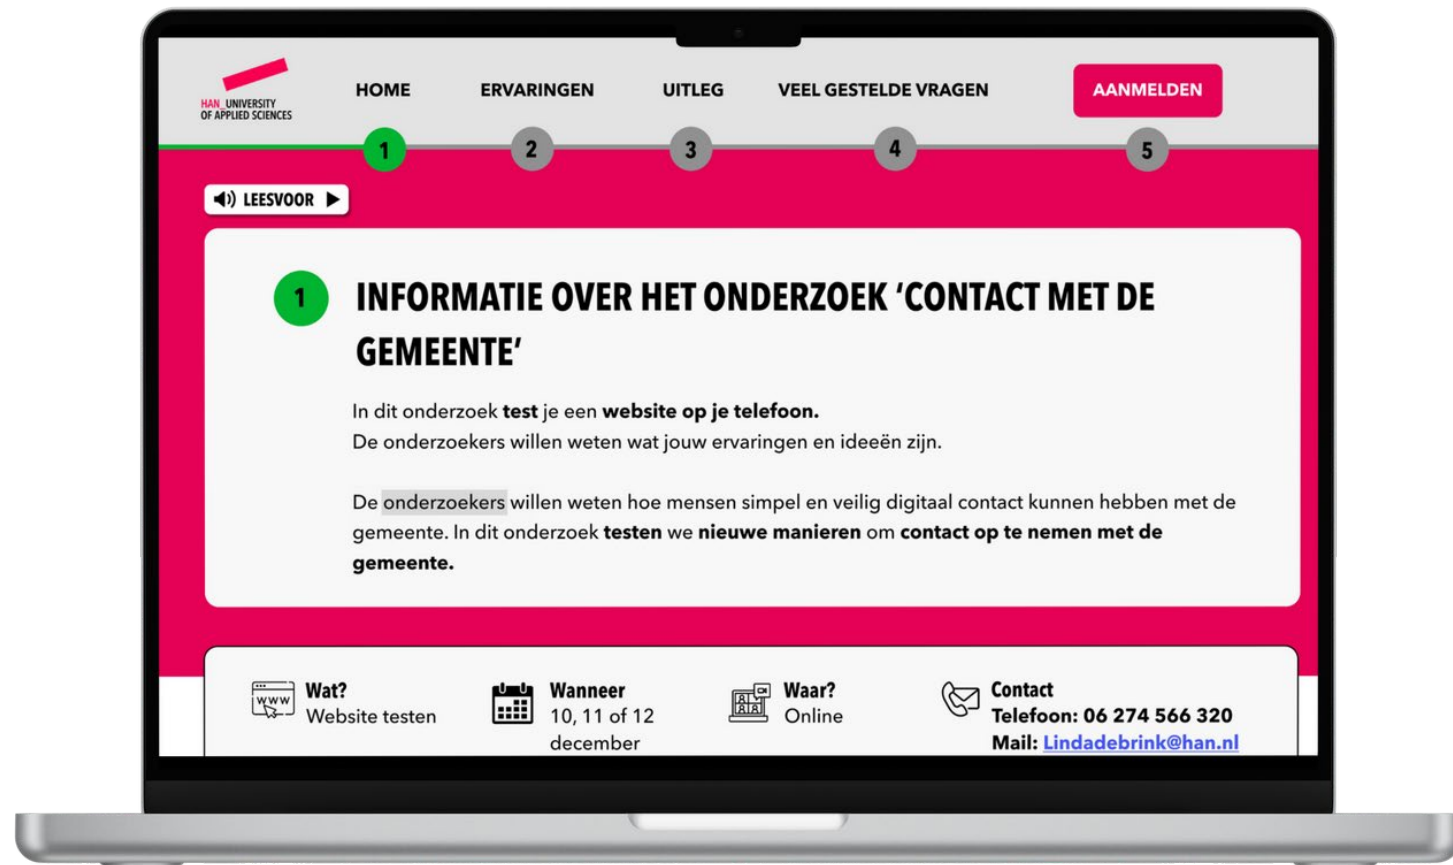 HAN_UNIVERSITY
OF APPLIED SCIENCES
HOME
ERVARINGEN
UITLEG
VEEL GESTELDE VRAGEN
AANMELDEN
1
2
3
4
5
LEESVOOR
1
INFORMATIE OVER HET ONDERZOEK ‘CONTACT MET DE
GEMEENTE’
In dit onderzoek test je een website op je telefoon.
De onderzoekers willen weten wat jouw ervaringen en ideeën zijn.
De onderzoekers willen weten hoe mensen simpel en veilig digitaal contact kunnen hebben met de
gemeente. In dit onderzoek testen we nieuwe manieren om contact op te nemen met de
gemeente.
WWW
Wat?
Website testen
Wanneer
10, 11 of 12
december
Waar?
Online
Contact
Telefoon: 06 274 566 320
Mail: Lindadebrink@han.nl